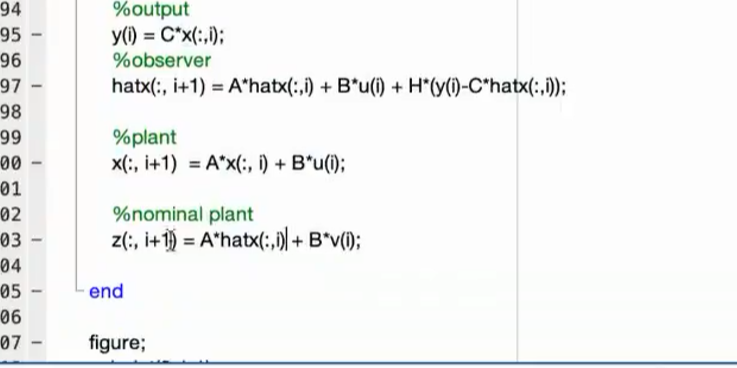 94 %output
95 – y(i) = C*x(:,i);
96 %observer
97 – hatx(:, i+1) = A*hatx(:,i) + B*u(i) + H*(y(i)-C*hatx(:,i));
98
99 %plant
00 – x(:, i+1) = A*x(:, i) + B*u(i);
01
02 %nominal plant
03 – z(:, i+1) = A*hatx(:,i) + B*v(i);
04
05 – end
06
07 – figure;